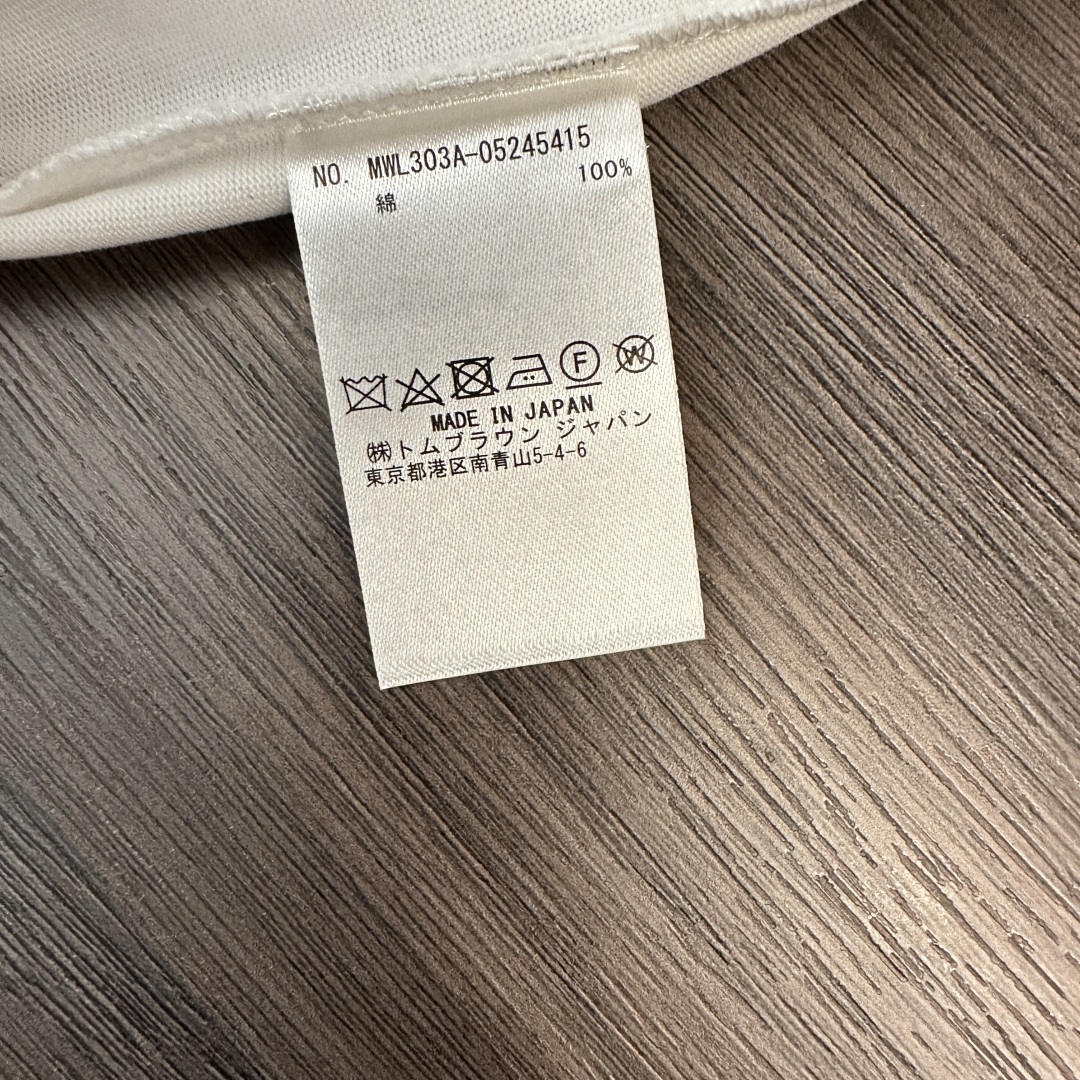 NO. MWL303A-05245415
綿 100%
F W
MADE IN JAPAN
㈱トムブラウン ジャパン
東京都港区南青山5-4-6